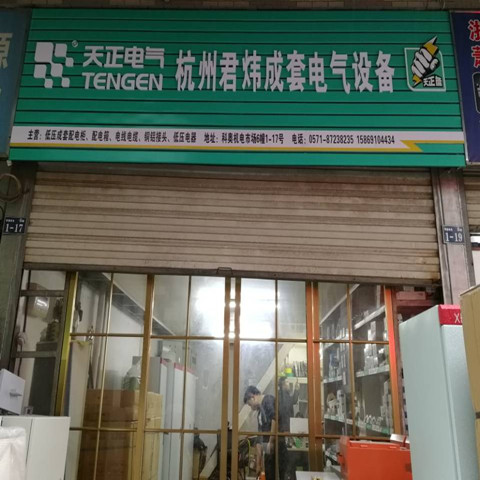 天正电气
TENGEN
杭州君炜成套电气设备
主营：低压成套配电柜、配电箱、电线电缆、铜铝接头、低压电器 地址：科奥机电市场6幢1-17号 电话：0571-87238235 15869104434
1-17
1-19
源